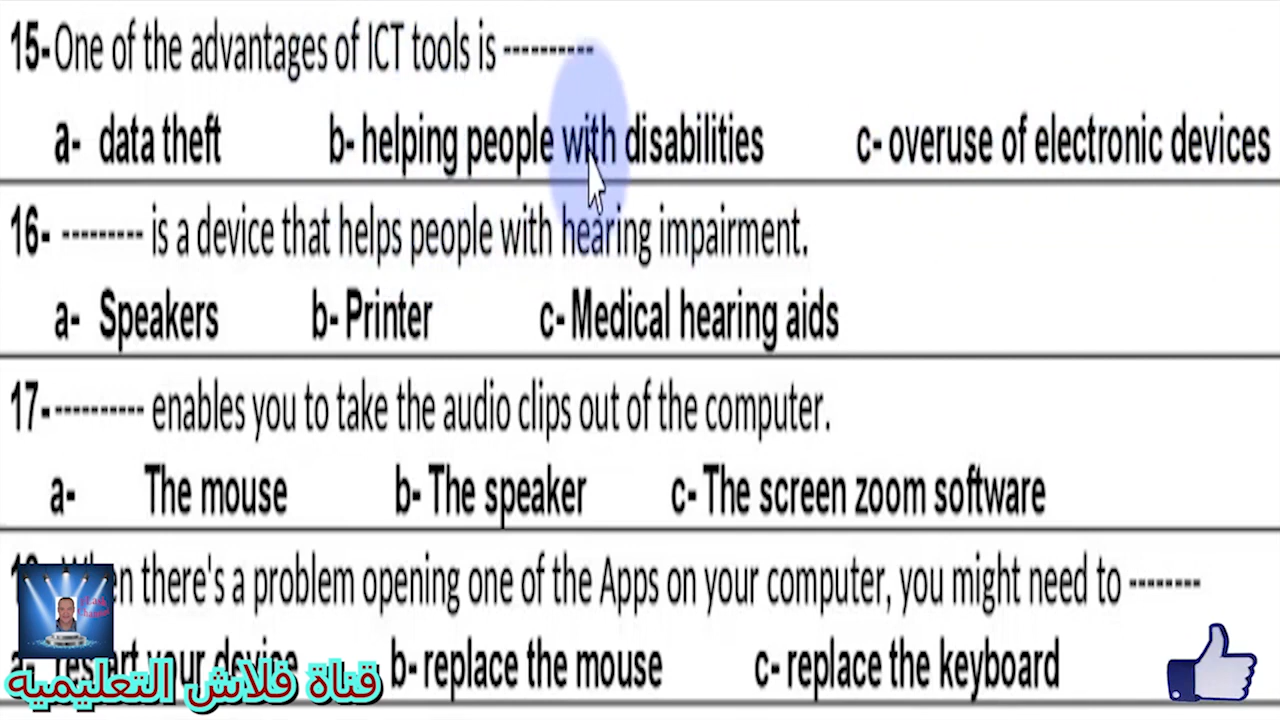 15- One of the advantages of ICT tools is ----------
a- data theft b- helping people with disabilities c- overuse of electronic devices
16- --------- is a device that helps people with hearing impairment.
a- Speakers b- Printer c- Medical hearing aids
17- ---------- enables you to take the audio clips out of the computer.
a- The mouse b- The speaker c- The screen zoom software
there's a problem opening one of the Apps on your computer, you might need to --------
a- restart your device b- replace the mouse c- replace the keyboard
قناة فلاش التعليمية